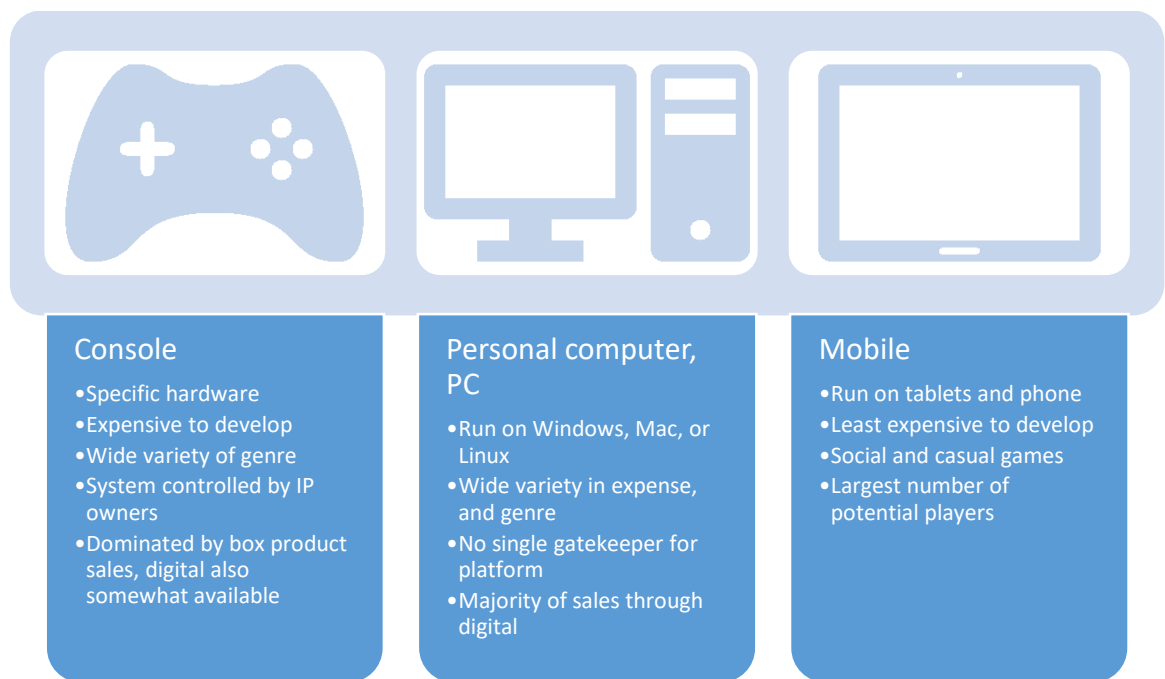 Console
•Specific hardware
•Expensive to develop
•Wide variety of genre
•System controlled by IP
owners
•Dominated by box product
sales, digital also
somewhat available
Personal computer,
PC
•Run on Windows, Mac, or
Linux
•Wide variety in expense,
and genre
•No single gatekeeper for
platform
•Majority of sales through
digital
Mobile
•Run on tablets and phone
•Least expensive to develop
•Social and casual games
•Largest number of
potential players